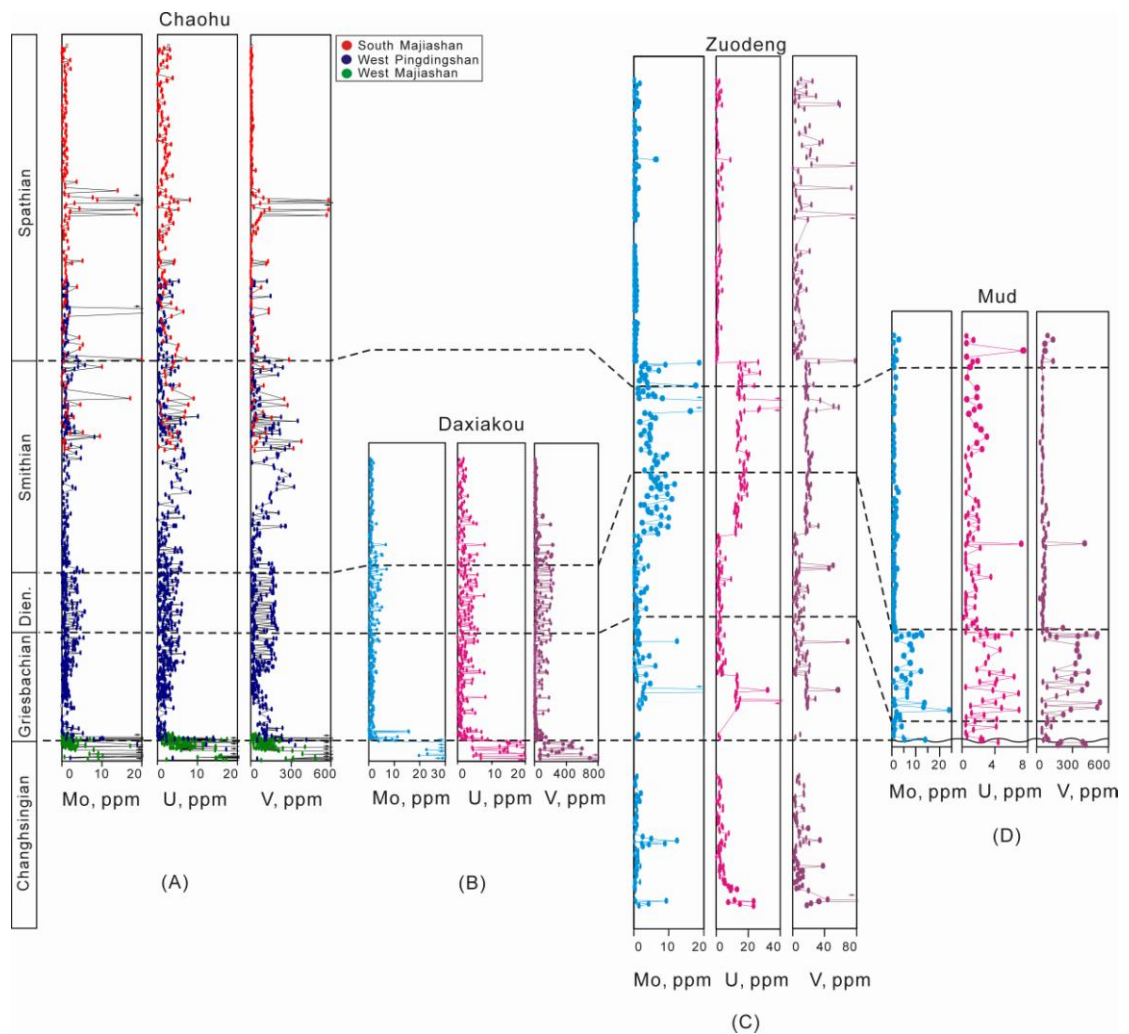 Chaohu
South Majiashan
West Pingdingshan
West Majiashan
Zuodeng
Mud
Daxiakou
Spathian
Smithian
Dien.
Griesbachian
Changhsingian
0 20 0 20 0 300 600
Mo, ppm U, ppm V, ppm
(A)
0 10 20 30 0 10 20 0 400 800
Mo, ppm U, ppm V, ppm
(B)
0 10 20 0 20 40 0 40 80
Mo, ppm U, ppm V, ppm
(C)
0 10 20 0 4 8 0 300 600
Mo, ppm U, ppm V, ppm
(D)